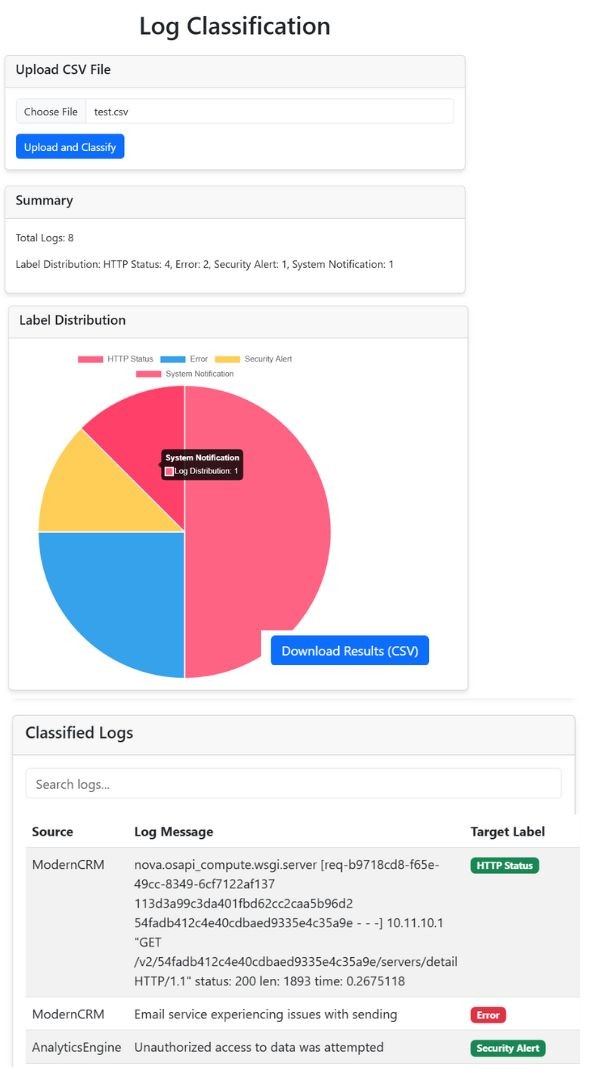 Log Classification
Upload CSV File
Choose File test.csv
Upload and Classify
Summary
Total Logs: 8
Label Distribution: HTTP Status: 4, Error: 2, Security Alert: 1, System Notification: 1
Label Distribution
HTTP Status Error Security Alert
System Notification
System Notification
Log Distribution: 1
Download Results (CSV)
Classified Logs
Search logs...
Source Log Message Target Label
ModernCRM nova.osapi_compute.wsgi.server [req-b9718cd8-f65e- HTTP Status
49cc-8349-6cf7122af137
113d3a99c3da401fbd62cc2caa5b96d2
54fadb412c4e40cdbaed9335e4c35a9e - - -] 10.11.10.1
"GET
/v2/54fadb412c4e40cdbaed9335e4c35a9e/servers/detail
HTTP/1.1" status: 200 len: 1893 time: 0.2675118
ModernCRM Email service experiencing issues with sending Error
AnalyticsEngine Unauthorized access to data was attempted Security Alert